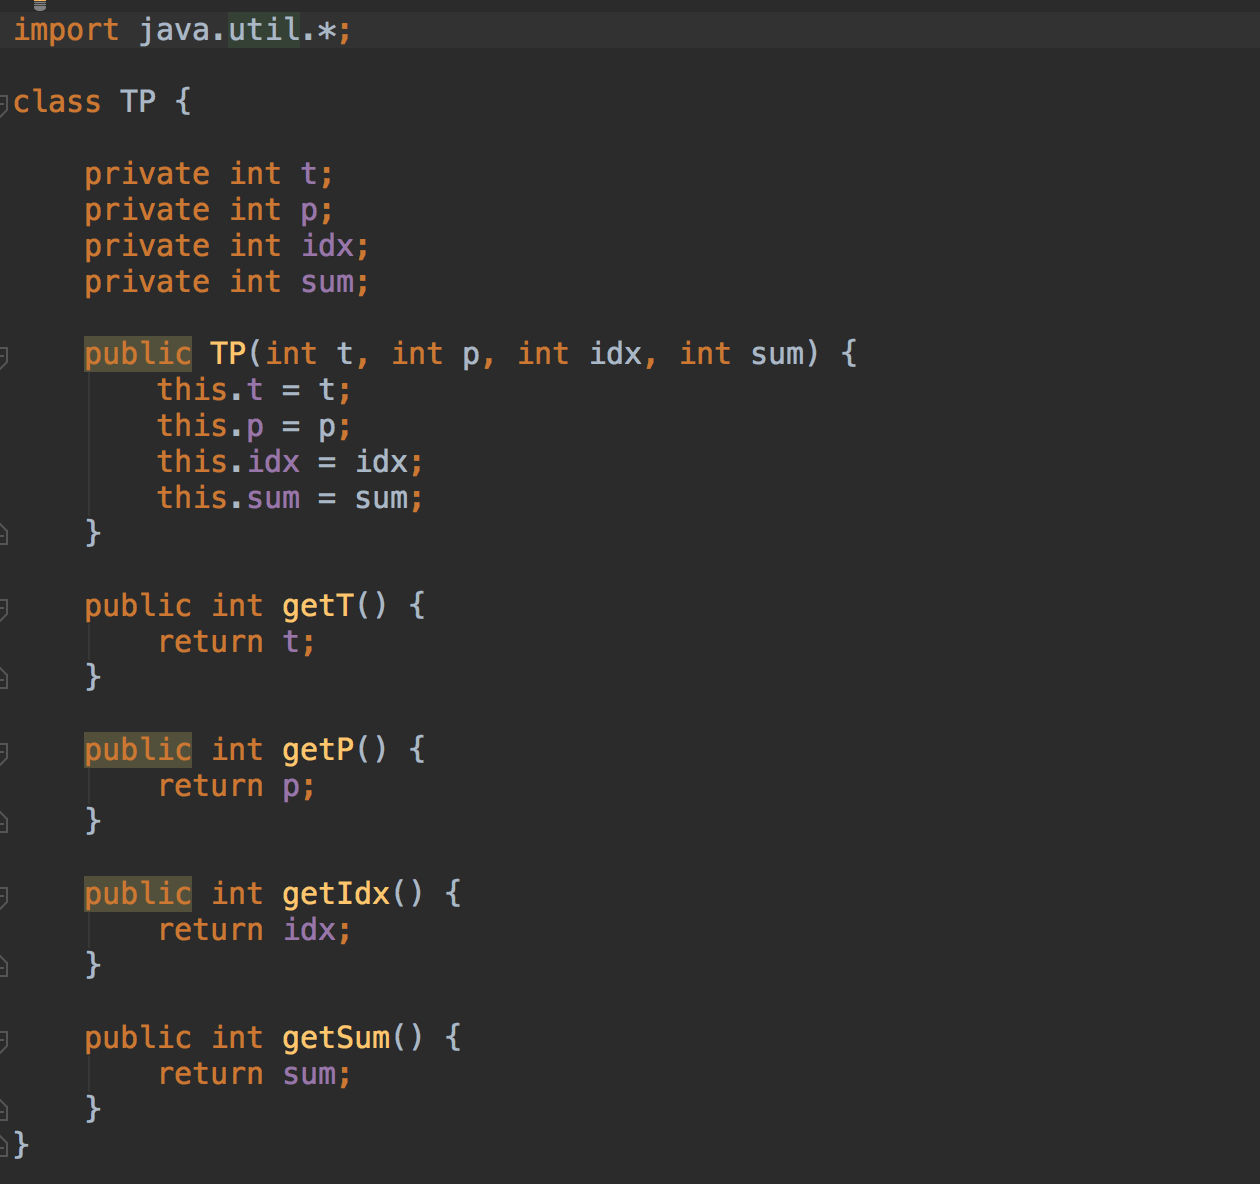 import java.util.*;
class TP {
private int t;
private int p;
private int idx;
private int sum;
public TP(int t, int p, int idx, int sum) {
this.t = t;
this.p = p;
this.idx = idx;
this.sum = sum;
}
public int getT() {
return t;
}
public int getP() {
return p;
}
public int getIdx() {
return idx;
}
public int getSum() {
return sum;
}
}